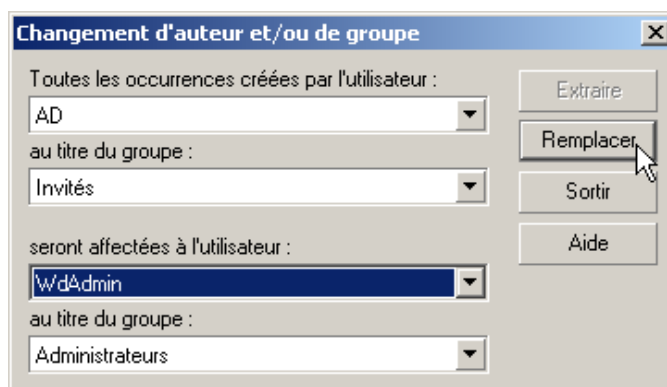 Changement d'auteur et/ou de groupe
Toutes les occurrences créées par l'utilisateur :
AD
au titre du groupe :
Invités
seront affectées à l'utilisateur :
WdAdmin
au titre du groupe :
Administrateurs
Extraire
Remplacer
Sortir
Aide